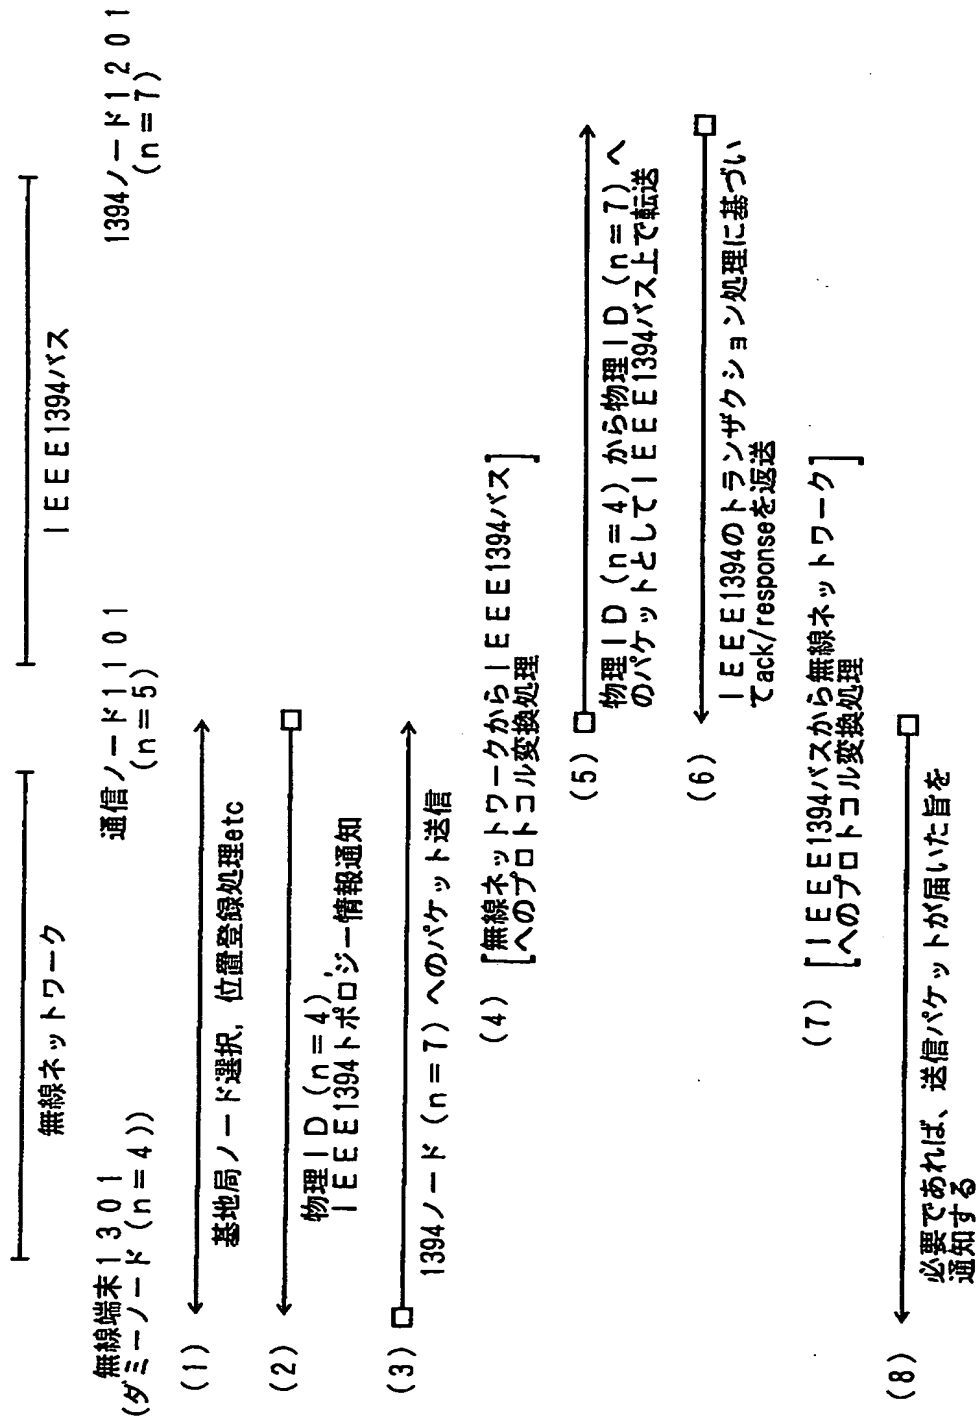 無線ネットワーク
ＩＥＥＥ1394バス
無線端末１３０１
(ダミーノード（ｎ＝４）)
通信ノード１１０１
（ｎ＝５）
1394ノード１２０１
（ｎ＝７）
（１）
基地局ノード選択，位置登録処理etc
（２）
物理ＩＤ（ｎ＝４）,
ＩＥＥＥ1394トポロジー情報通知
（３）
1394ノード（ｎ＝７）へのパケット送信
（４）
［無線ネットワークからＩＥＥＥ1394バス
へのプロトコル変換処理］
（５）
物理ＩＤ（ｎ＝４）から物理ＩＤ（ｎ＝７）へ
のパケットとしてＩＥＥＥ1394バス上で転送
（６）
ＩＥＥＥ1394のトランザクション処理に基づい
てack/responseを返送
（７）
［ＩＥＥＥ1394バスから無線ネットワーク
へのプロトコル変換処理］
（８）
必要であれば、送信パケットが届いた旨を
通知する